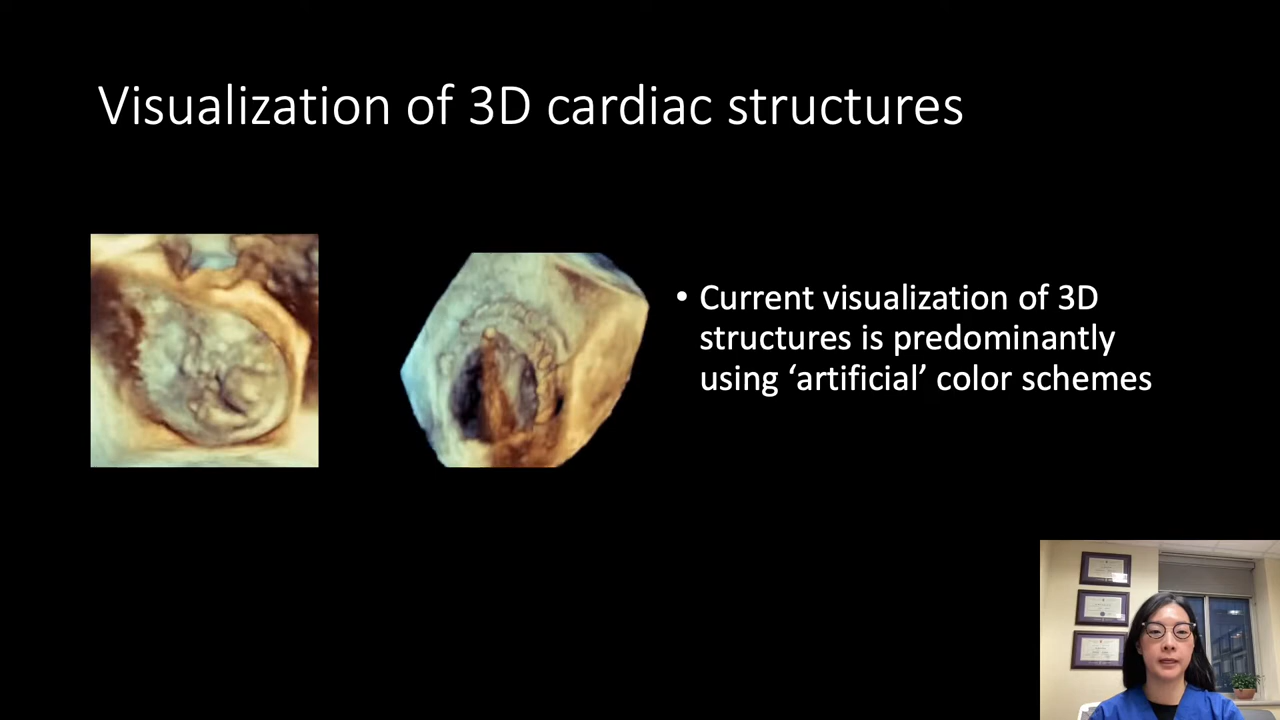 Visualization of 3D cardiac structures
• Current visualization of 3D
structures is predominantly
using ‘artificial’ color schemes